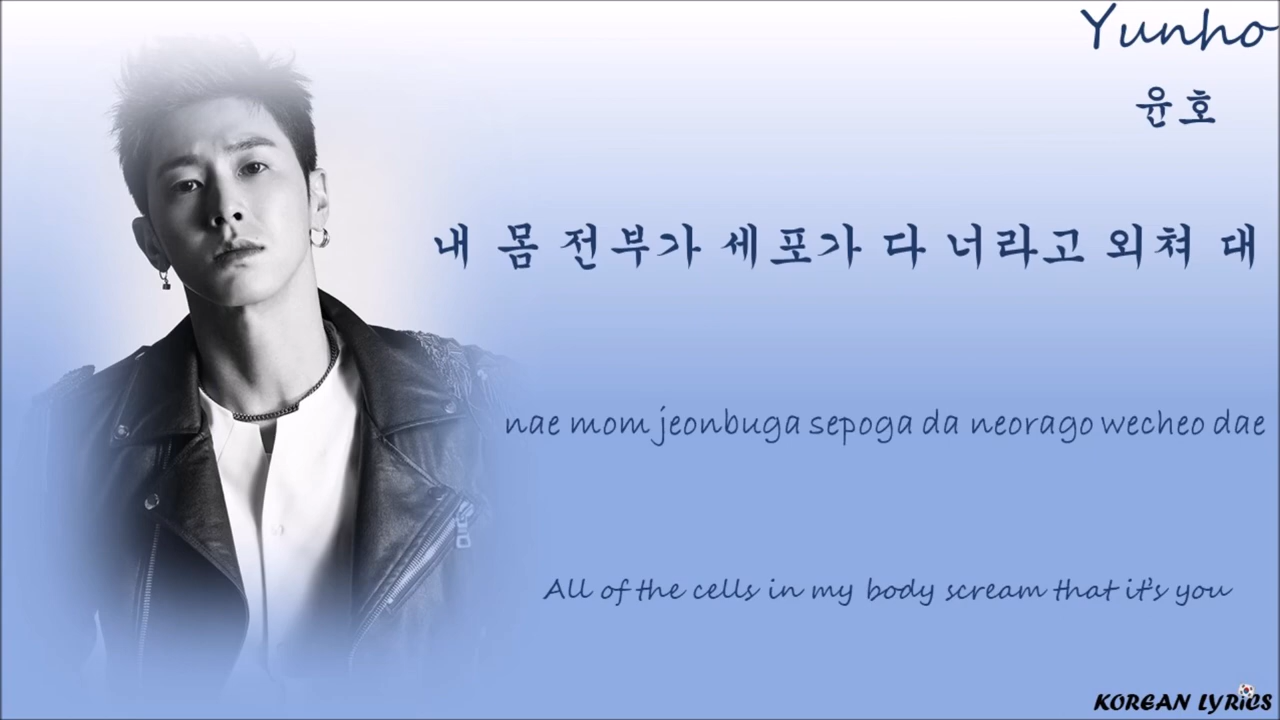 Yunho
윤호
내 몸 전부가 세포가 다 너라고 외쳐 대
nae mom jeonbuga sepoga da neorago wecheo dae
All of the cells in my body scream that it's you
KOREAN LYRICS